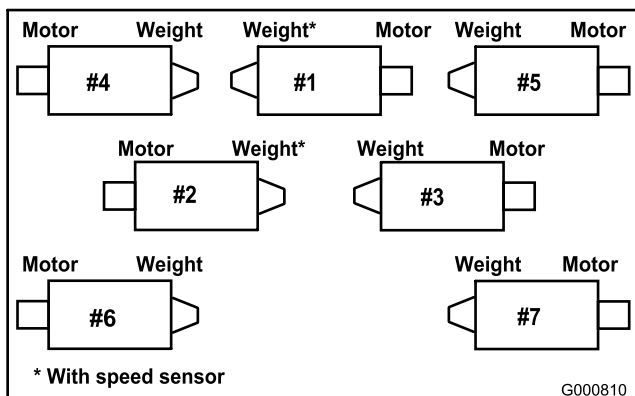 Motor Weight Weight* Motor Weight Motor
#4 #1 #5
Motor Weight* Weight Motor
#2 #3
Motor Weight Weight Motor
#6 #7
* With speed sensor
G000810